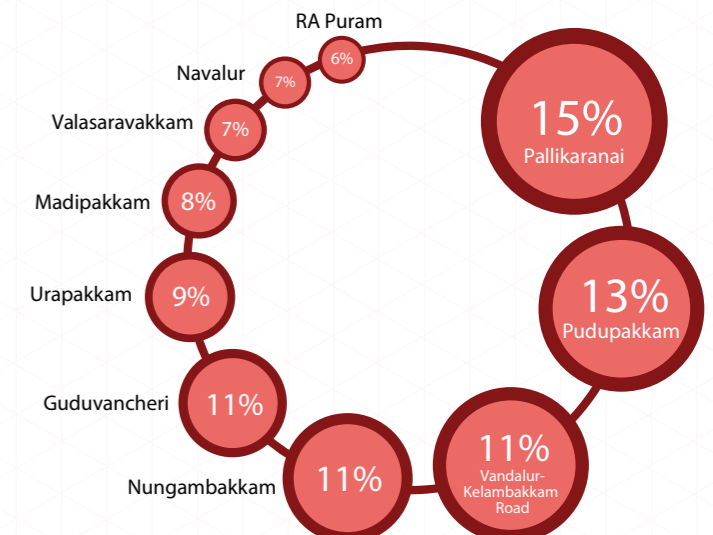 RA Puram
6%
Navalur
7%
Valasaravakkam
7%
Madipakkam
8%
Urapakkam
9%
Guduvancheri
11%
Nungambakkam
11%
11%
Vandalur-
Kelambakkam
Road
13%
Pudupakkam
15%
Pallikaranai